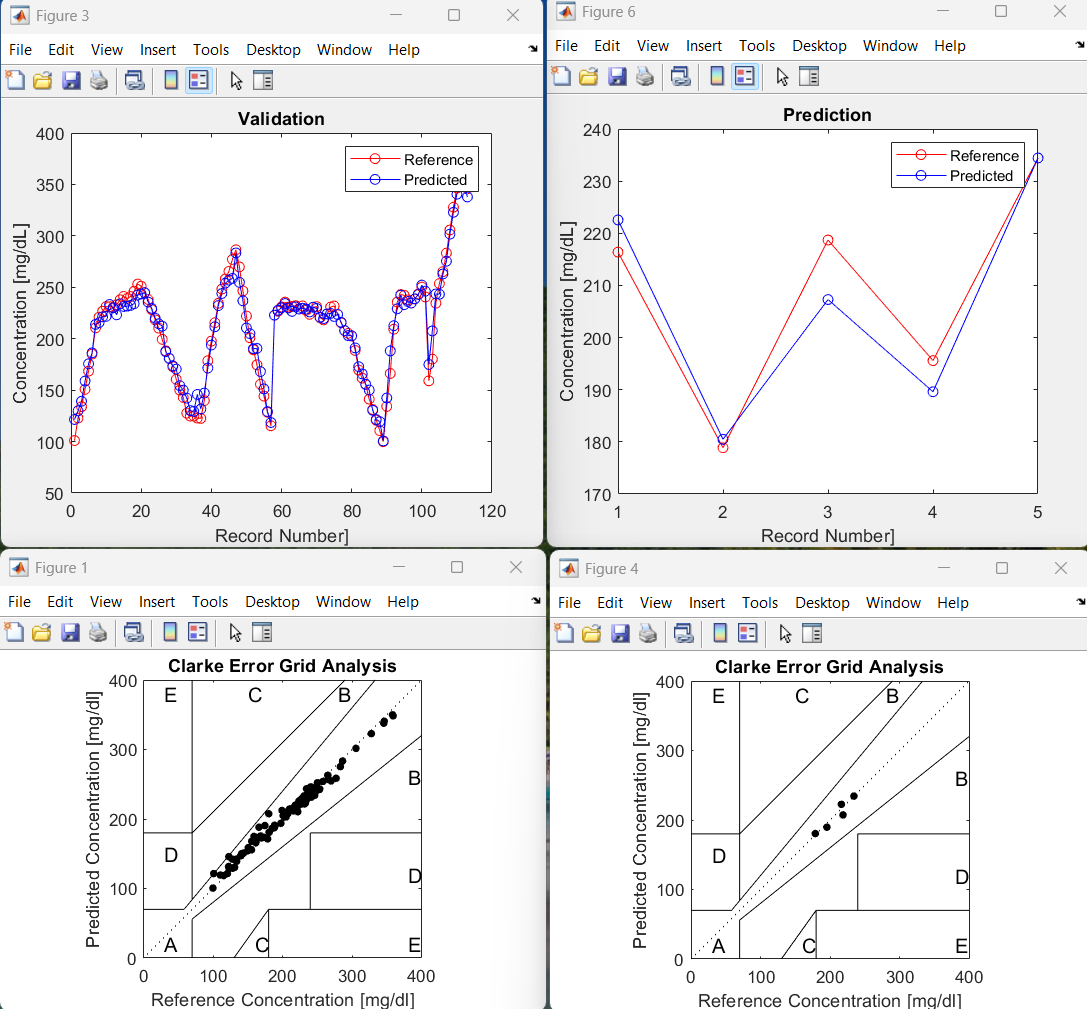 Figure 3
File Edit View Insert Tools Desktop Window Help
Validation
400
350
300
250
200
150
100
50
0 20 40 60 80 100 120
Concentration [mg/dL]
Record Number]
Reference
Predicted
Figure 6
File Edit View Insert Tools Desktop Window Help
Prediction
240
230
220
210
200
190
180
170
1 2 3 4 5
Concentration [mg/dL]
Record Number]
Reference
Predicted
Figure 1
File Edit View Insert Tools Desktop Window Help
Clarke Error Grid Analysis
400
300
200
100
0
0 100 200 300 400
Predicted Concentration [mg/dl]
Reference Concentration [mg/dl]
E C B
B
D
D
A C E
Figure 4
File Edit View Insert Tools Desktop Window Help
Clarke Error Grid Analysis
400
300
200
100
0
0 100 200 300 400
Predicted Concentration [mg/dl]
Reference Concentration [mg/dl]
E C B
B
D
D
A C E